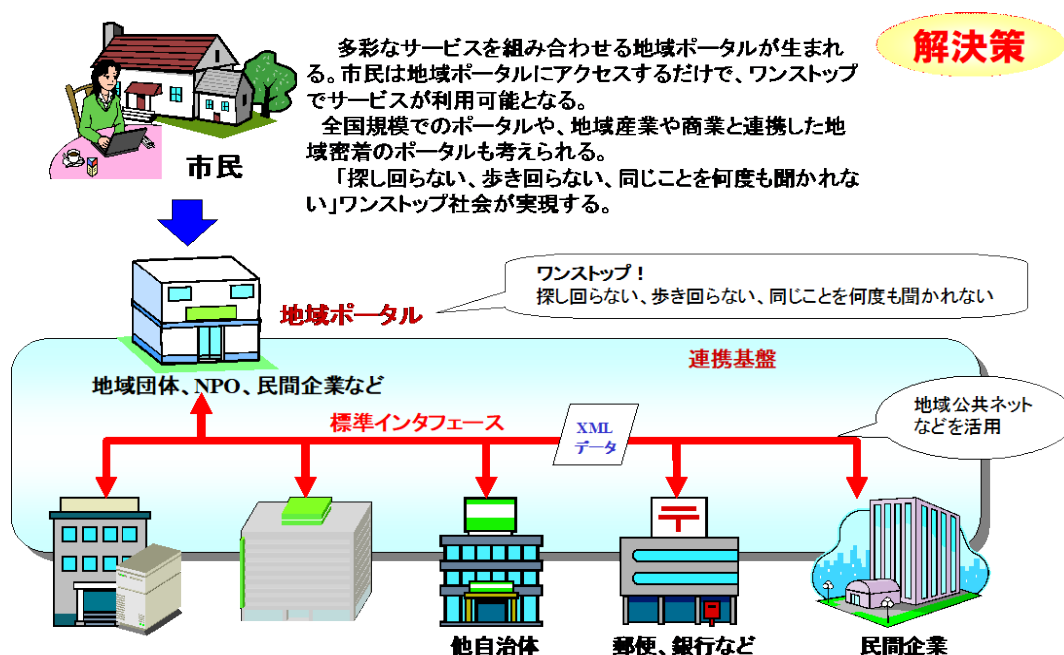 解決策
多彩なサービスを組み合わせる地域ポータルが生まれ
る。市民は地域ポータルにアクセスするだけで、ワンストップ
でサービスが利用可能となる。
全国規模でのポータルや、地域産業や商業と連携した地
域密着のポータルも考えられる。
「探し回らない、歩き回らない、同じことを何度も聞かれな
い」ワンストップ社会が実現する。
市民
ワンストップ！
探し回らない、歩き回らない、同じことを何度も聞かれない
地域ポータル
連携基盤
地域団体、NPO、民間企業など
標準インタフェース
XML
データ
地域公共ネット
などを活用
〒
他自治体
郵便、銀行など
民間企業